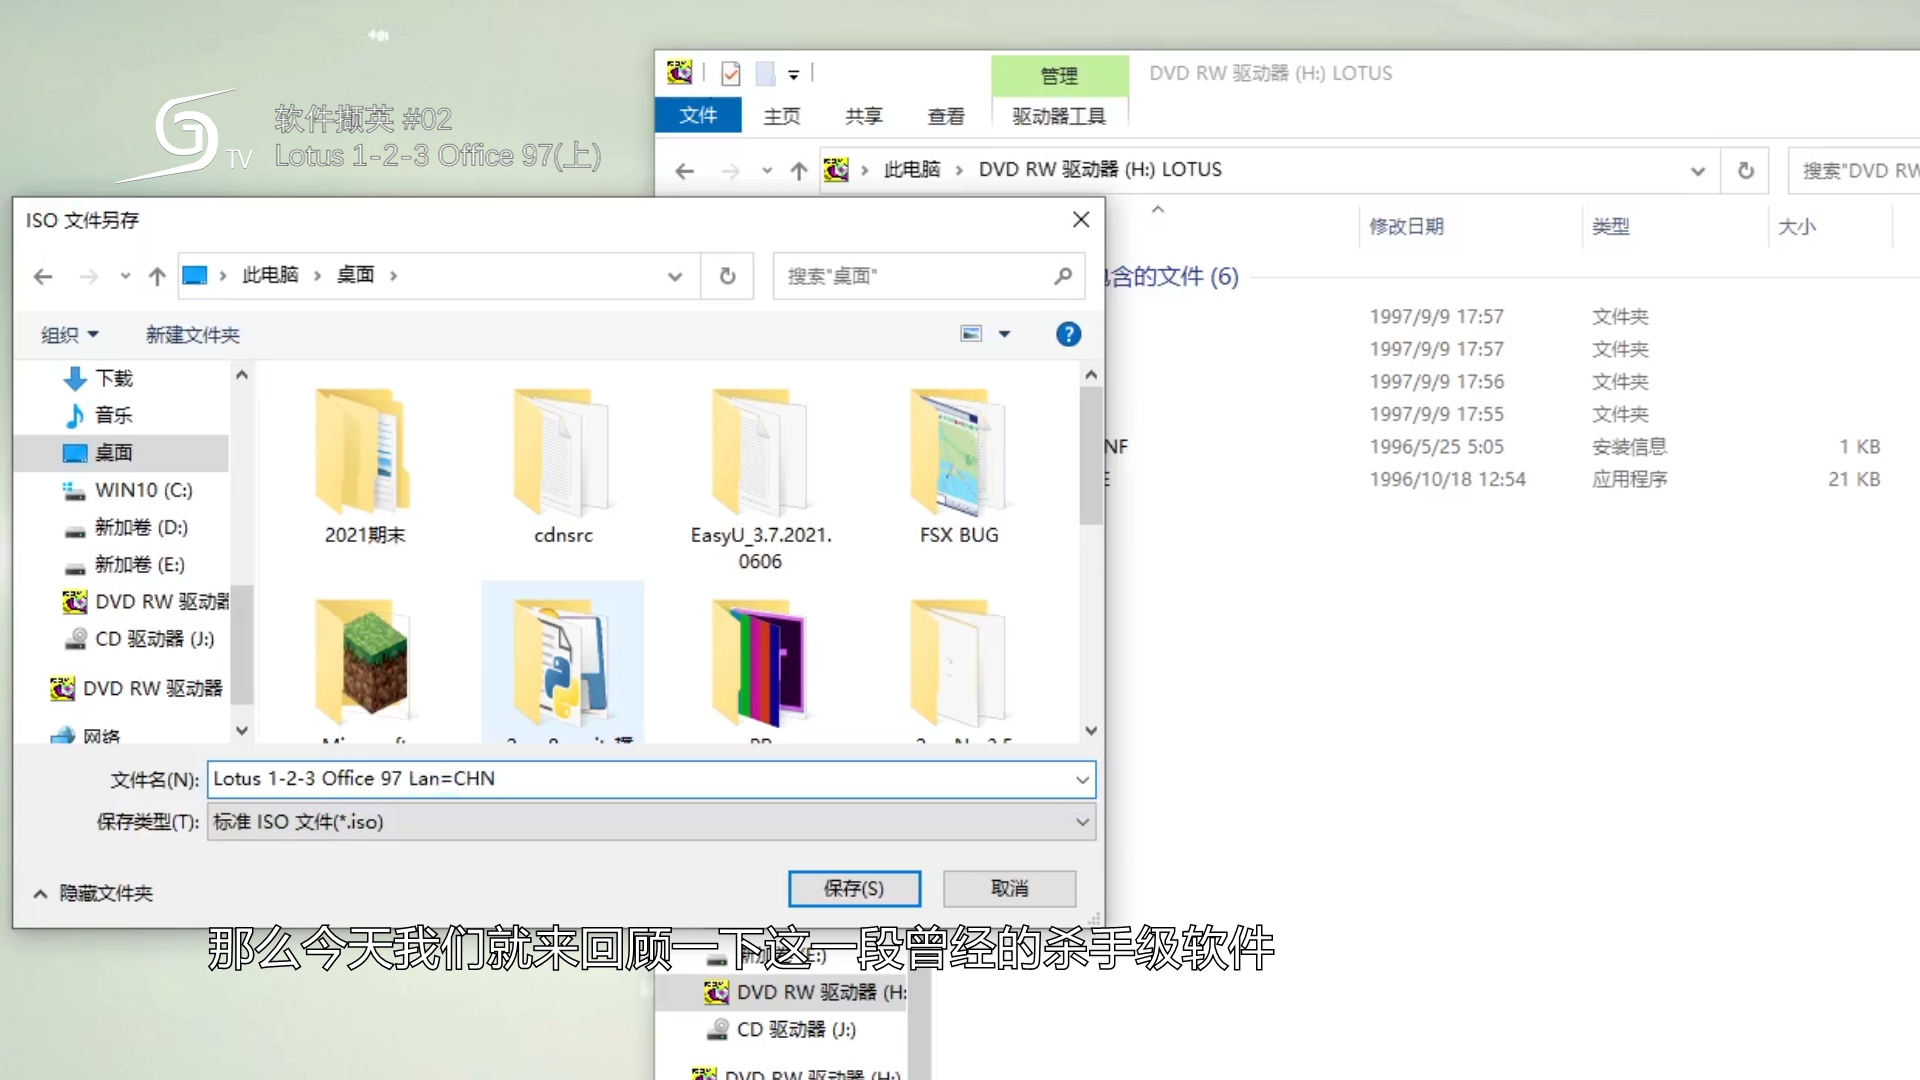 软件撷英 #02
Lotus 1-2-3 Office 97(上)
TV
管理
DVD RW 驱动器 (H:) LOTUS
文件
主页
共享
查看
驱动器工具
此电脑
DVD RW 驱动器 (H:) LOTUS
搜索"DVD RW
修改日期
类型
大小
含的文件 (6)
1997/9/9 17:57
文件夹
1997/9/9 17:57
文件夹
1997/9/9 17:56
文件夹
1997/9/9 17:55
文件夹
NF
1996/5/25 5:05
安装信息
1 KB
E
1996/10/18 12:54
应用程序
21 KB
ISO 文件另存
此电脑
桌面
搜索"桌面"
组织
新建文件夹
下载
音乐
桌面
WIN10 (C:)
新加卷 (D:)
新加卷 (E:)
DVD RW 驱动器
CD 驱动器 (J:)
DVD RW 驱动器
网络
2021期末
cdnsrc
EasyU_3.7.2021.
0606
FSX BUG
文件名(N):
Lotus 1-2-3 Office 97 Lan=CHN
保存类型(T):
标准 ISO 文件(*.iso)
隐藏文件夹
保存(S)
取消
那么今天我们就来回顾一下这一段曾经的杀手级软件
新加卷 (E:)
DVD RW 驱动器 (H:
CD 驱动器 (J:)
DVD RW 驱动器 (H:)